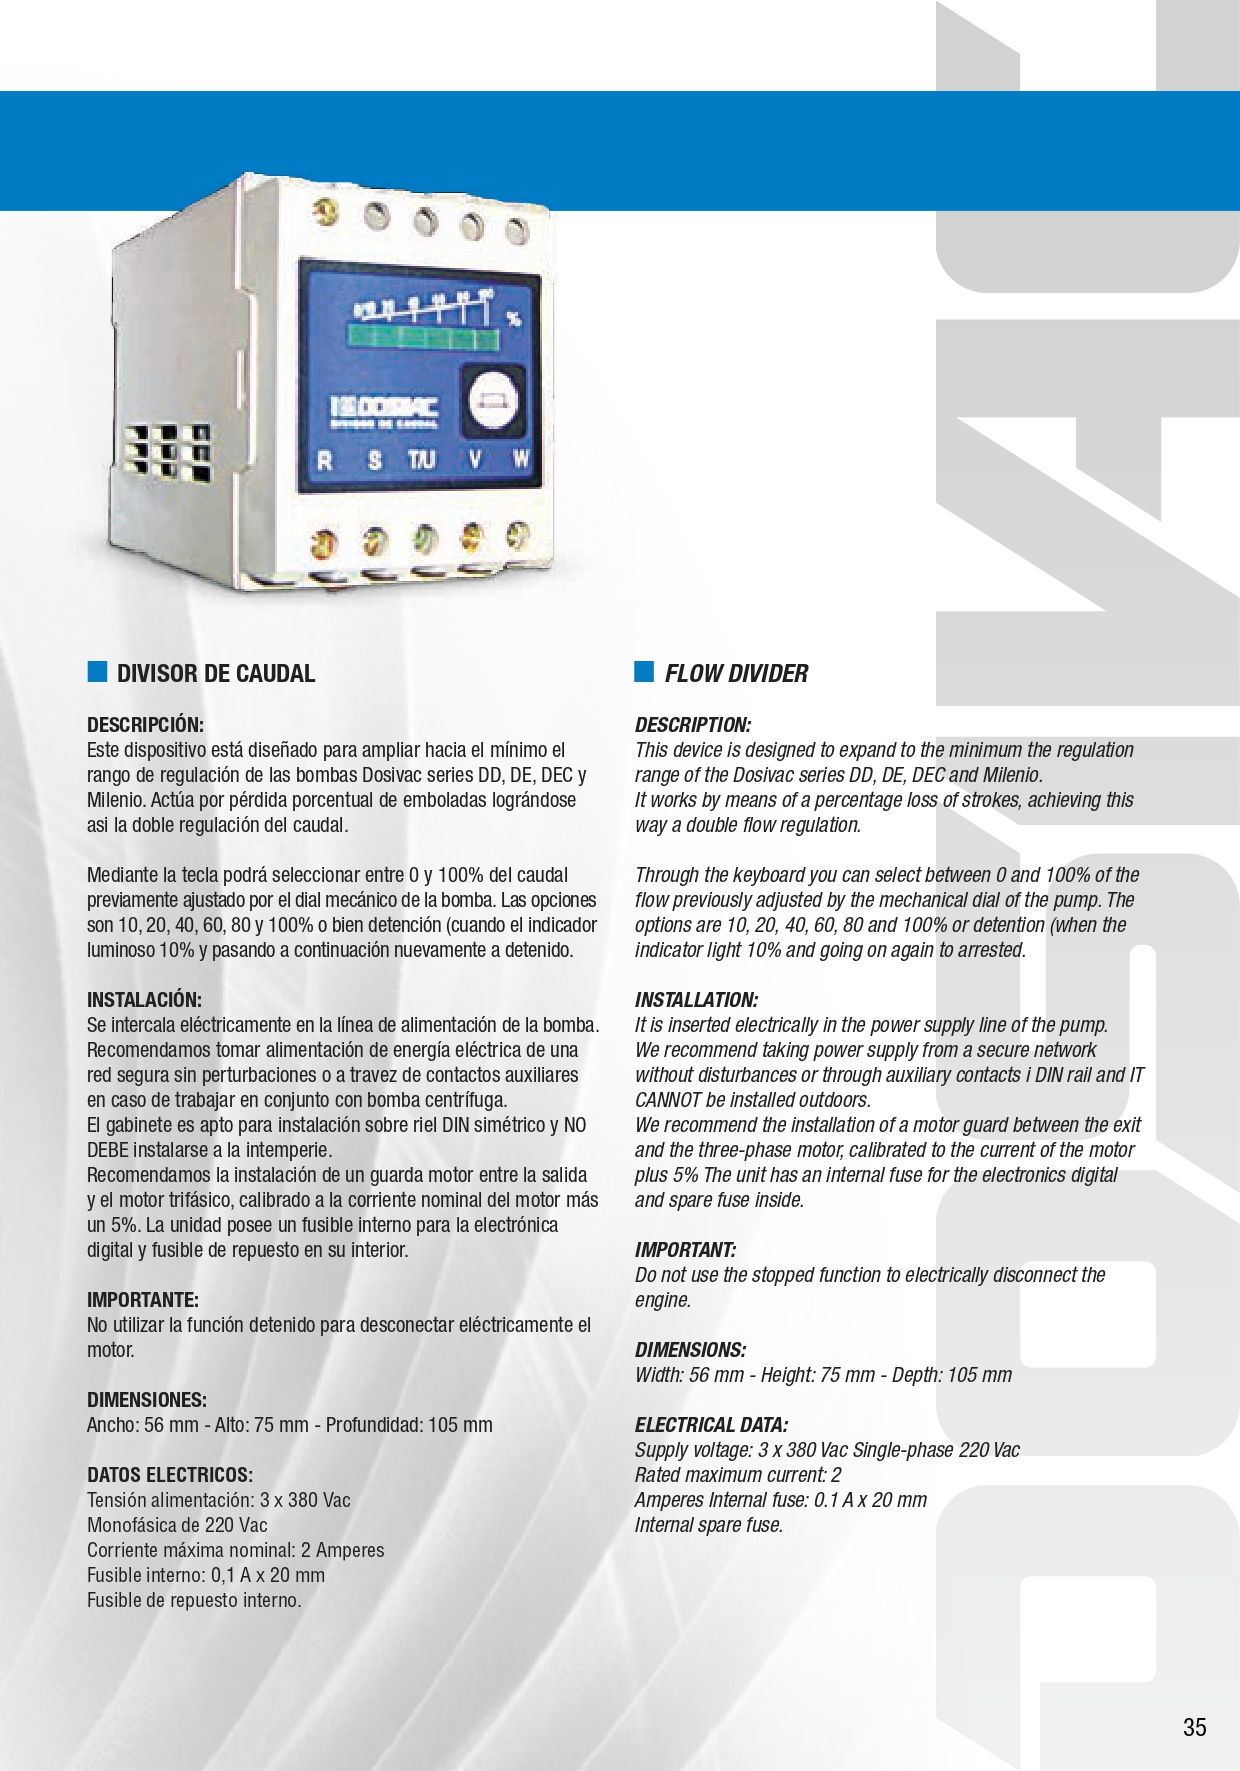 %
DOSIVAC
DIVISOR DE CAUDAL
R S T/U V W
DIVISOR DE CAUDAL
DESCRIPCIÓN:
Este dispositivo está diseñado para ampliar hacia el mínimo el
rango de regulación de las bombas Dosivac series DD, DE, DEC y
Milenio. Actúa por pérdida porcentual de emboladas lográndose
asi la doble regulación del caudal.
Mediante la tecla podrá seleccionar entre 0 y 100% del caudal
previamente ajustado por el dial mecánico de la bomba. Las opciones
son 10, 20, 40, 60, 80 y 100% o bien detención (cuando el indicador
luminoso 10% y pasando a continuación nuevamente a detenido.
INSTALACIÓN:
Se intercala eléctricamente en la línea de alimentación de la bomba.
Recomendamos tomar alimentación de energía eléctrica de una
red segura sin perturbaciones o a travez de contactos auxiliares
en caso de trabajar en conjunto con bomba centrífuga.
El gabinete es apto para instalación sobre riel DIN simétrico y NO
DEBE instalarse a la intemperie.
Recomendamos la instalación de un guarda motor entre la salida
y el motor trifásico, calibrado a la corriente nominal del motor más
un 5%. La unidad posee un fusible interno para la electrónica
digital y fusible de repuesto en su interior.
IMPORTANTE:
No utilizar la función detenido para desconectar eléctricamente el
motor.
DIMENSIONES:
Ancho: 56 mm - Alto: 75 mm - Profundidad: 105 mm
DATOS ELECTRICOS:
Tensión alimentación: 3 x 380 Vac
Monofásica de 220 Vac
Corriente máxima nominal: 2 Amperes
Fusible interno: 0,1 A x 20 mm
Fusible de repuesto interno.
FLOW DIVIDER
DESCRIPTION:
This device is designed to expand to the minimum the regulation
range of the Dosivac series DD, DE, DEC and Milenio.
It works by means of a percentage loss of strokes, achieving this
way a double flow regulation.
Through the keyboard you can select between 0 and 100% of the
flow previously adjusted by the mechanical dial of the pump. The
options are 10, 20, 40, 60, 80 and 100% or detention (when the
indicator light 10% and going on again to arrested.
INSTALLATION:
It is inserted electrically in the power supply line of the pump.
We recommend taking power supply from a secure network
without disturbances or through auxiliary contacts i DIN rail and IT
CANNOT be installed outdoors.
We recommend the installation of a motor guard between the exit
and the three-phase motor, calibrated to the current of the motor
plus 5% The unit has an internal fuse for the electronics digital
and spare fuse inside.
IMPORTANT:
Do not use the stopped function to electrically disconnect the
engine.
DIMENSIONS:
Width: 56 mm - Height: 75 mm - Depth: 105 mm
ELECTRICAL DATA:
Supply voltage: 3 x 380 Vac Single-phase 220 Vac
Rated maximum current: 2
Amperes Internal fuse: 0.1 A x 20 mm
Internal spare fuse.
DOSIVAC
35